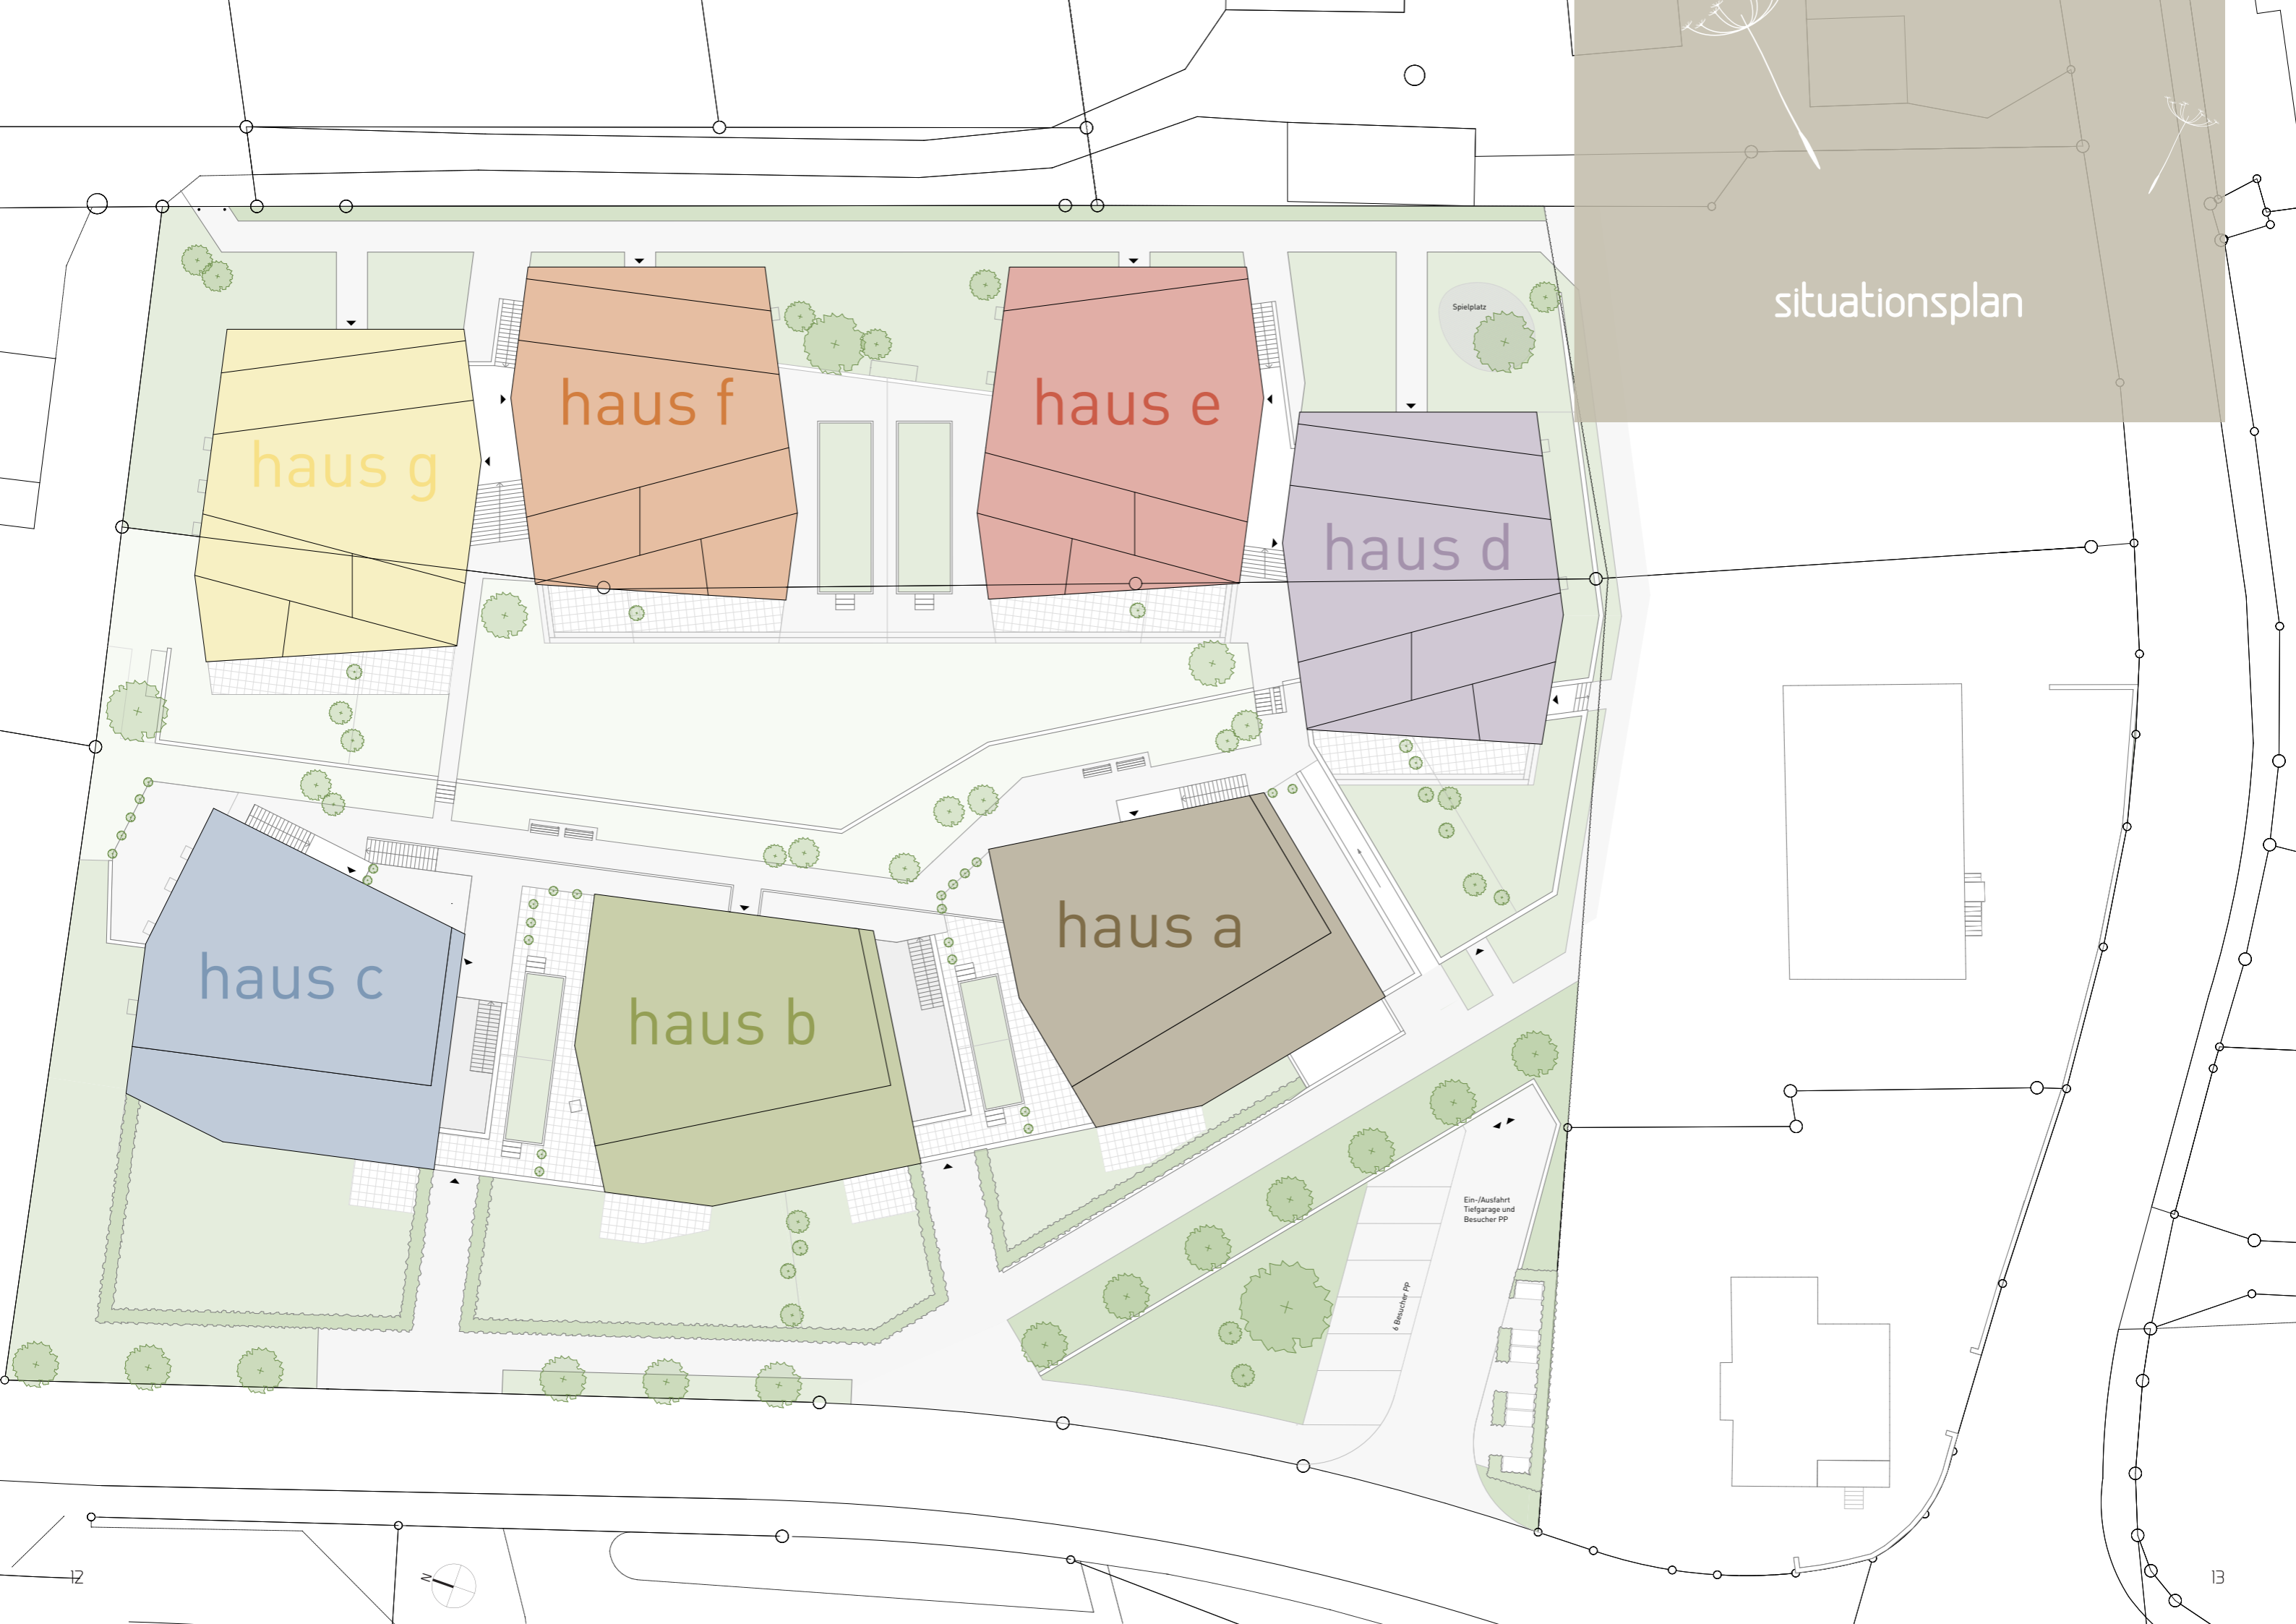 situationsplan
Spielplatz
haus f
haus e
haus g
haus d
haus a
haus c
haus b
Ein-/Ausfahrt
Tiefgarage und
Besucher PP
6 Besucher PP
N
12
13